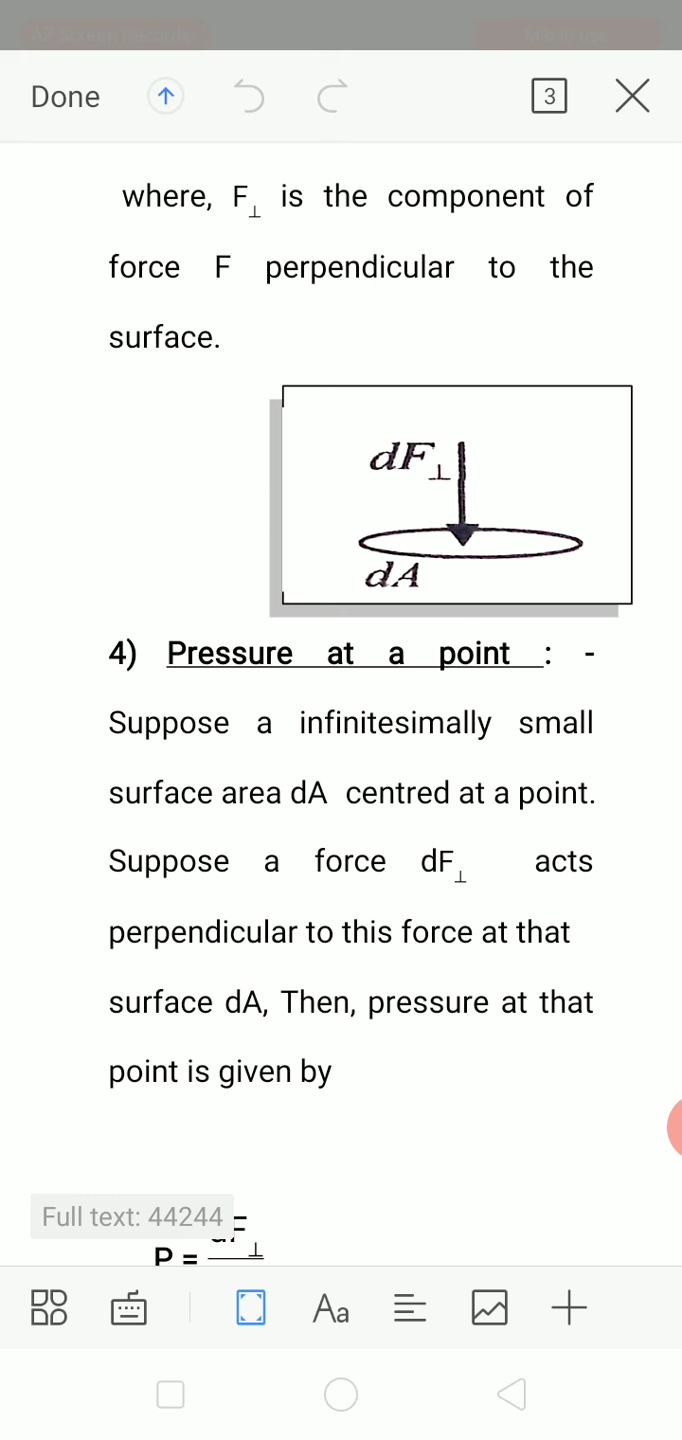 Done
3
where, F⊥ is the component of
force F perpendicular to the
surface.
dF⊥
dA
4) Pressure at a point : -
Suppose a infinitesimally small
surface area dA centred at a point.
Suppose a force dF⊥ acts
perpendicular to this force at that
surface dA, Then, pressure at that
point is given by
Full text: 44244
P = dF⊥
Aa